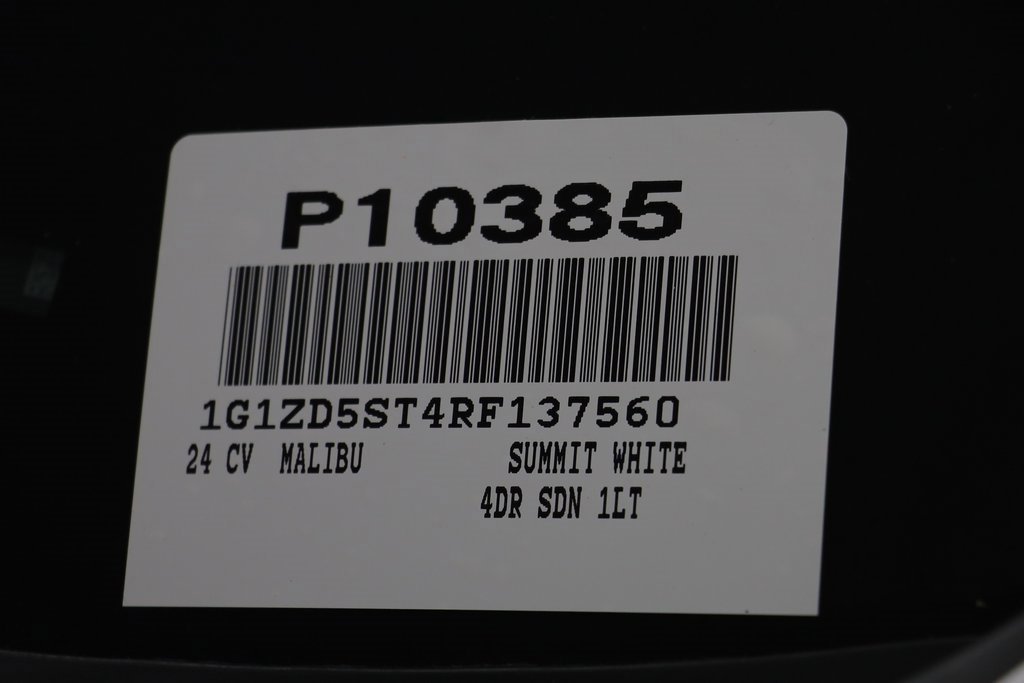 P10385
1G1ZD5ST4RF137560
24 CV MALIBU SUMMIT WHITE
4DR SDN 1LT